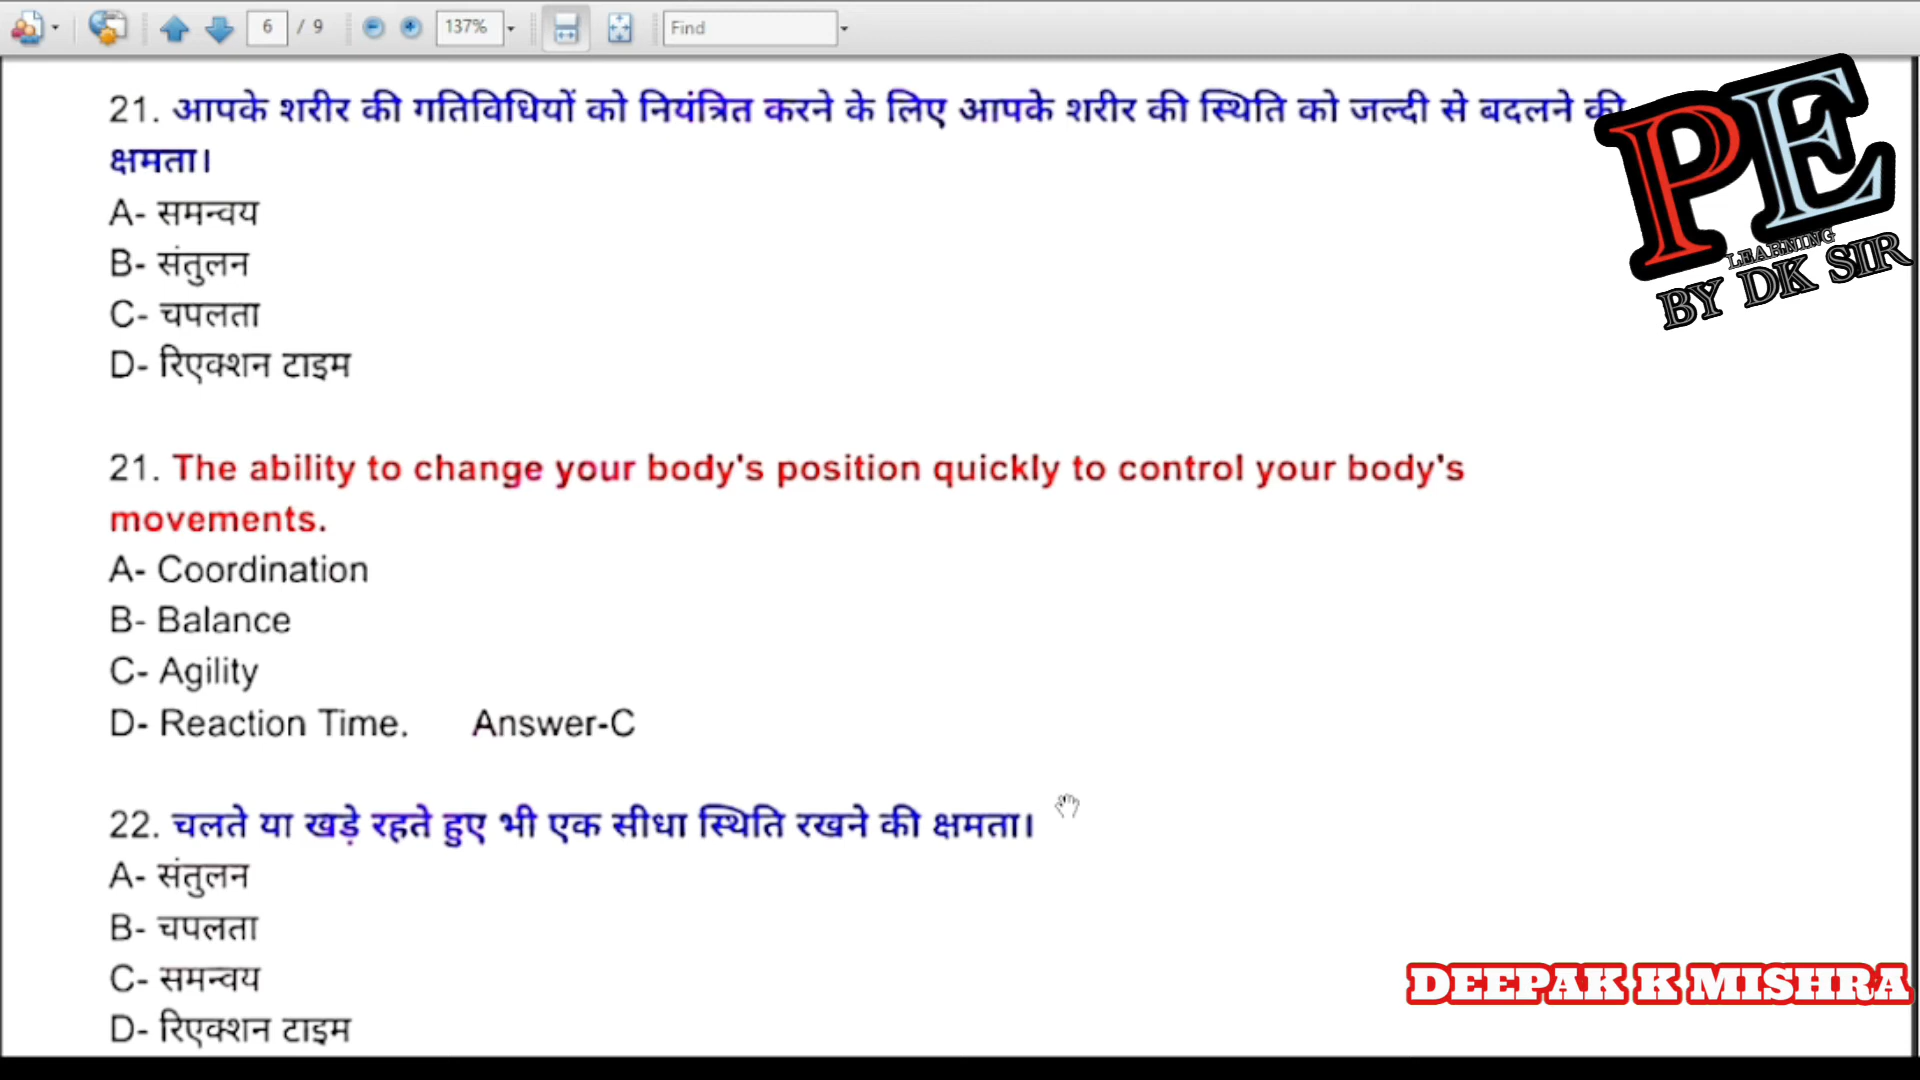 6 / 9 137% Find
21. आपके शरीर की गतिविधियों को नियंत्रित करने के लिए आपके शरीर की स्थिति को जल्दी से बदलने की
क्षमता।
A- समन्वय
B- संतुलन
C- चपलता
D- रिएक्शन टाइम
PE
LEARNING
BY DK SIR
21. The ability to change your body's position quickly to control your body's
movements.
A- Coordination
B- Balance
C- Agility
D- Reaction Time. Answer-C
22. चलते या खड़े रहते हुए भी एक सीधा स्थिति रखने की क्षमता।
A- संतुलन
B- चपलता
C- समन्वय
D- रिएक्शन टाइम
DEEPAK K MISHRA